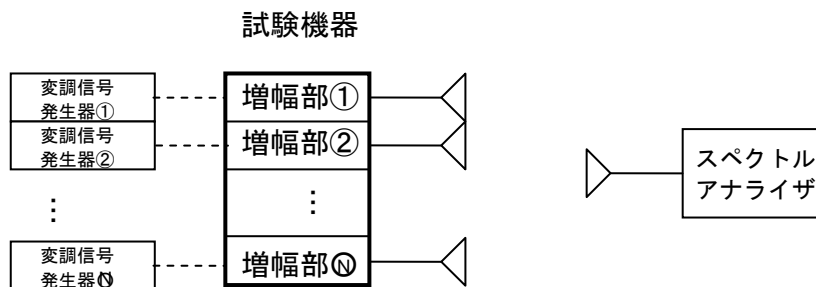 試験機器
変調信号
発生器①
増幅部①
変調信号
発生器②
増幅部②
スペクトル
アナライザ
⋮
⋮
変調信号
発生器Ⓝ
増幅部Ⓝ